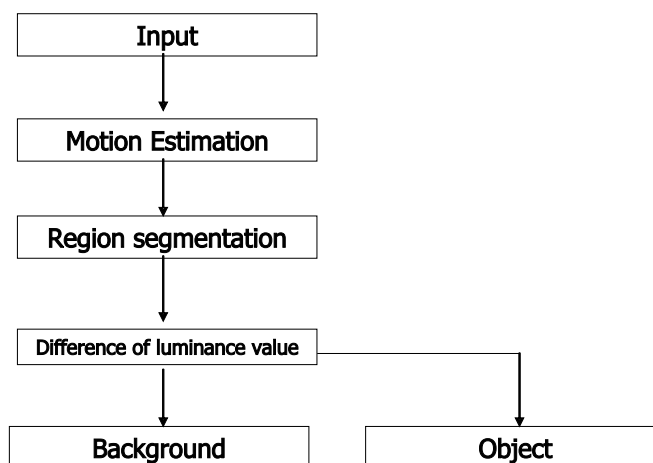 Input
Motion Estimation
Region segmentation
Difference of luminance value
Background
Object